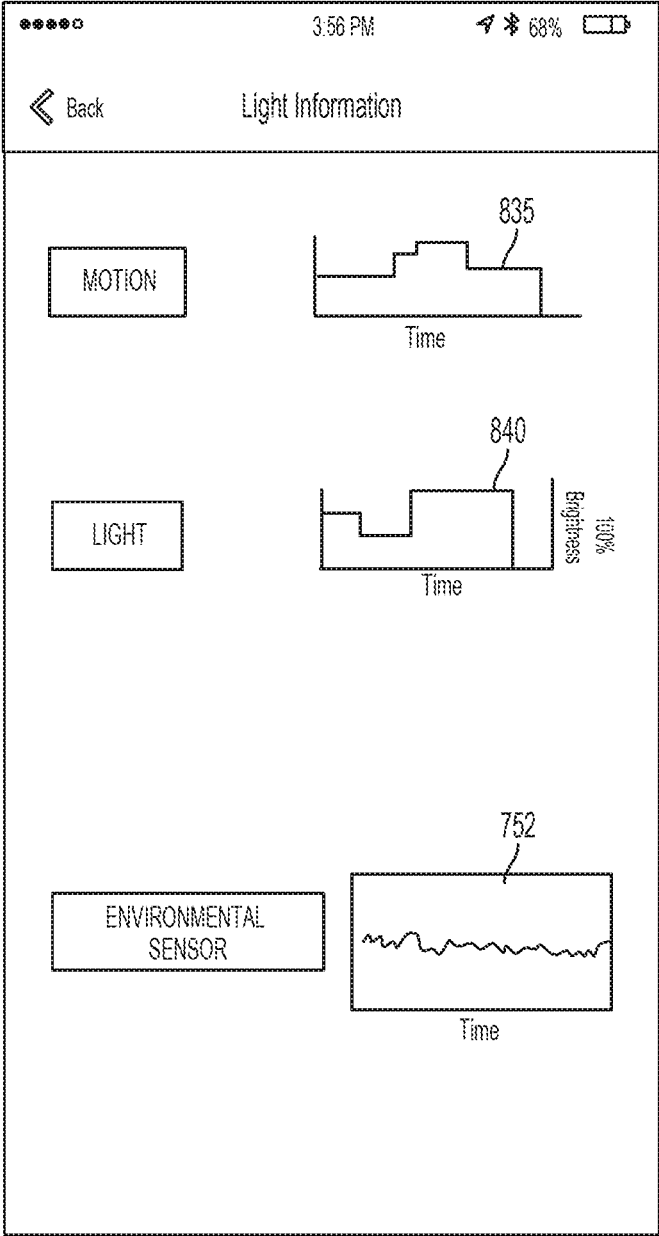 3:56 PM 68%
Back Light Information
835
MOTION
Time
840
LIGHT
100%
Brightness
Time
752
ENVIRONMENTAL
SENSOR
Time